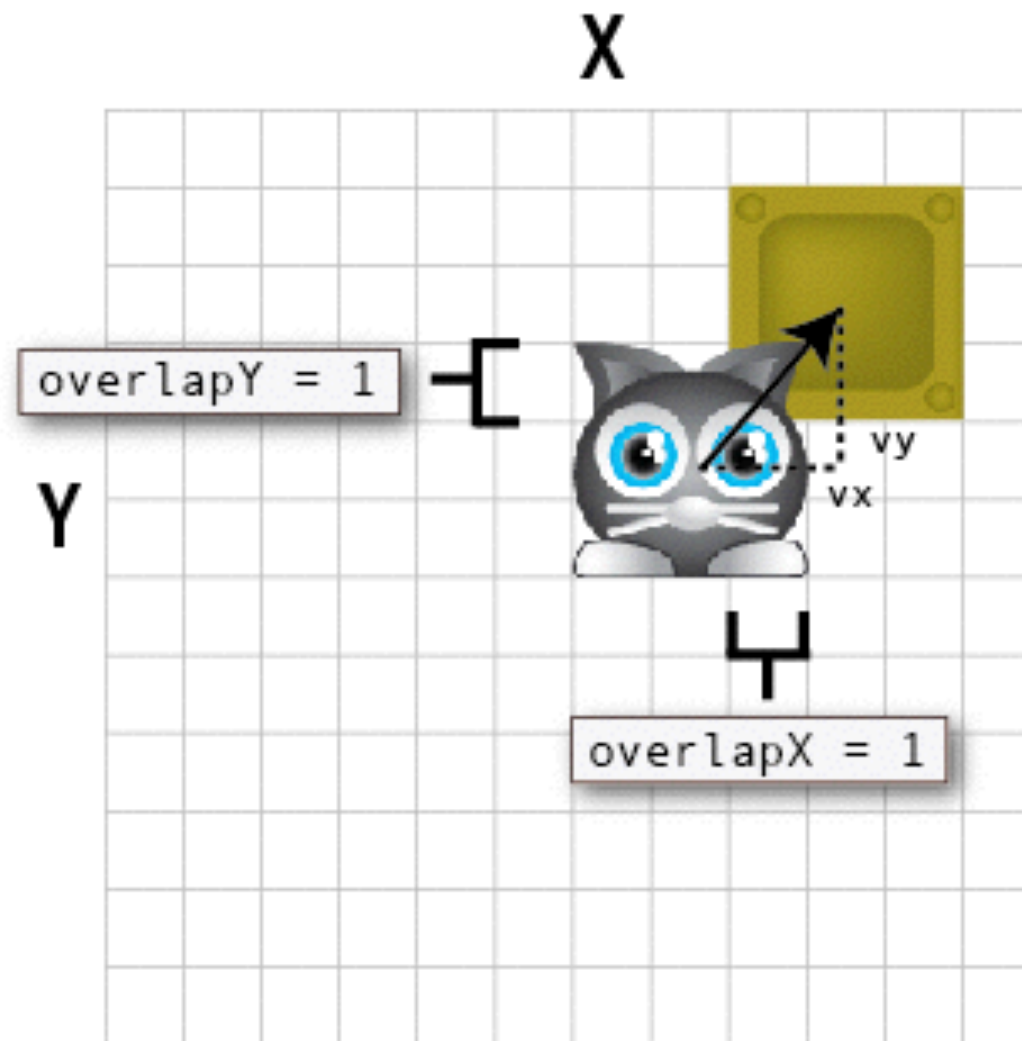 X
overlapY = 1
vy
Y
vx
overlapX = 1